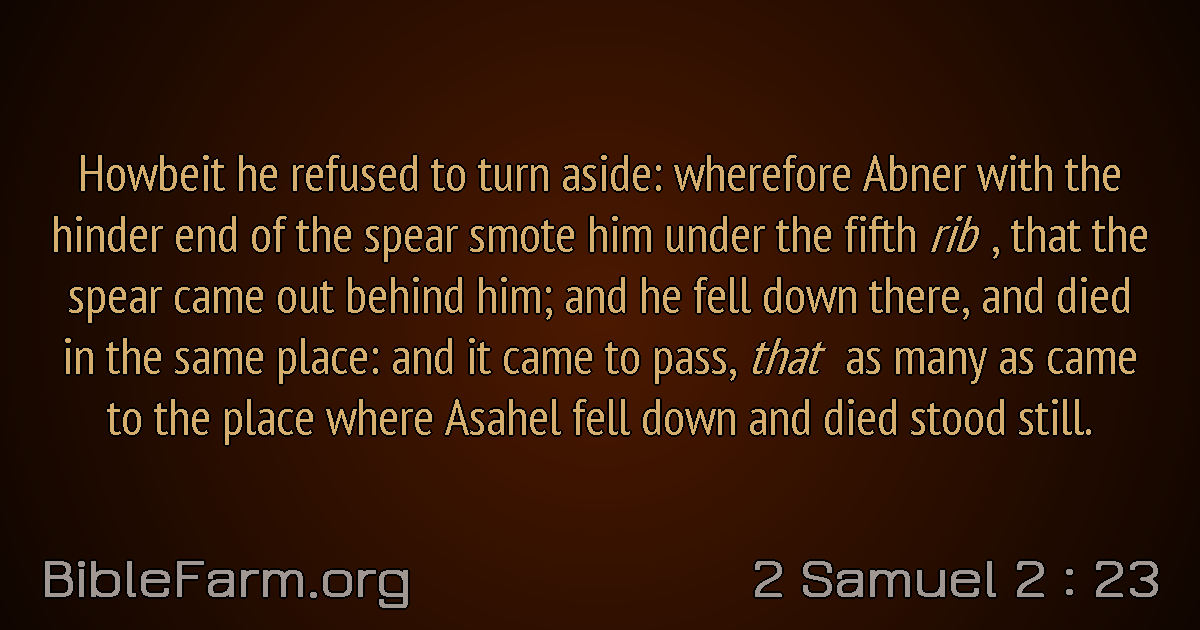 Howbeit he refused to turn aside: wherefore Abner with the
hinder end of the spear smote him under the fifth rib , that the
spear came out behind him; and he fell down there, and died
in the same place: and it came to pass, that as many as came
to the place where Asahel fell down and died stood still.
BibleFarm.org
2 Samuel 2 : 23